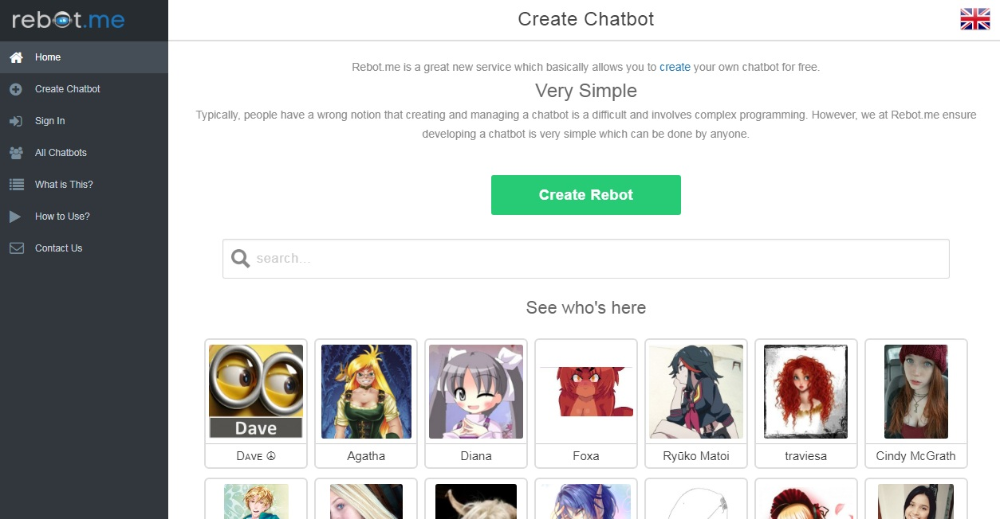 rebot.me
Create Chatbot
Home
Create Chatbot
Sign In
All Chatbots
What is This?
How to Use?
Contact Us
Rebot.me is a great new service which basically allows you to create your own chatbot for free.
Very Simple
Typically, people have a wrong notion that creating and managing a chatbot is a difficult and involves complex programming. However, we at Rebot.me ensure
developing a chatbot is very simple which can be done by anyone.
Create Rebot
search...
See who's here
Dave
Dave ☮
Agatha
Diana
Foxa
Ryūko Matoi
traviesa
Cindy McGrath